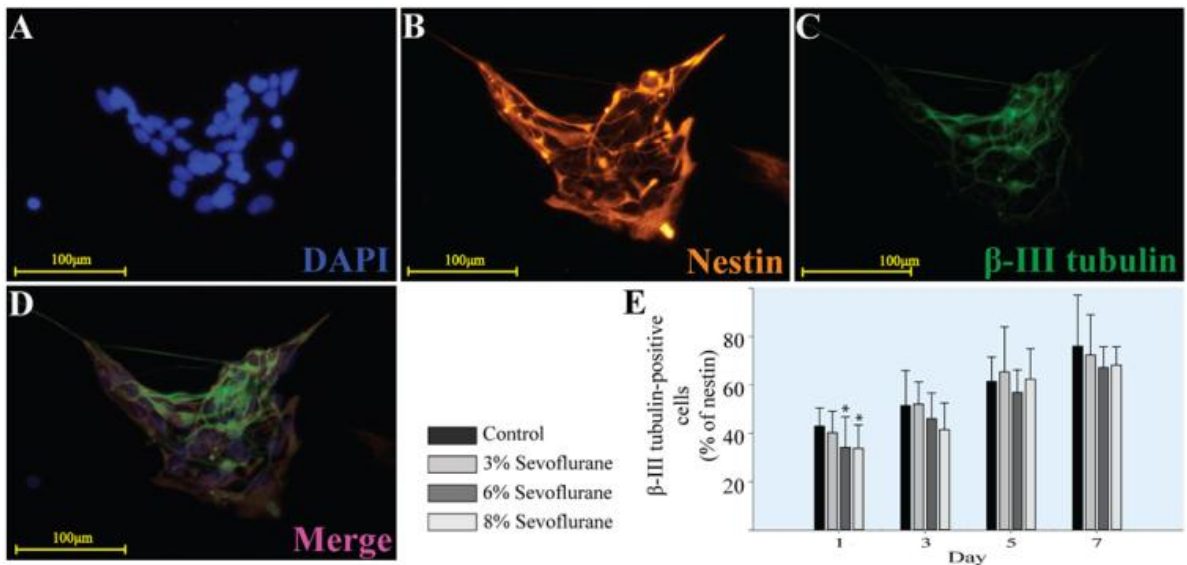 A
100μm
DAPI
B
100μm
Nestin
C
100μm
β-III tubulin
D
100μm
Merge
Control
3% Sevoflurane
6% Sevoflurane
8% Sevoflurane
E
β-III tubulin-positive
cells
(% of nestin)
80
60
40
20
* *
1 3 5 7
Day